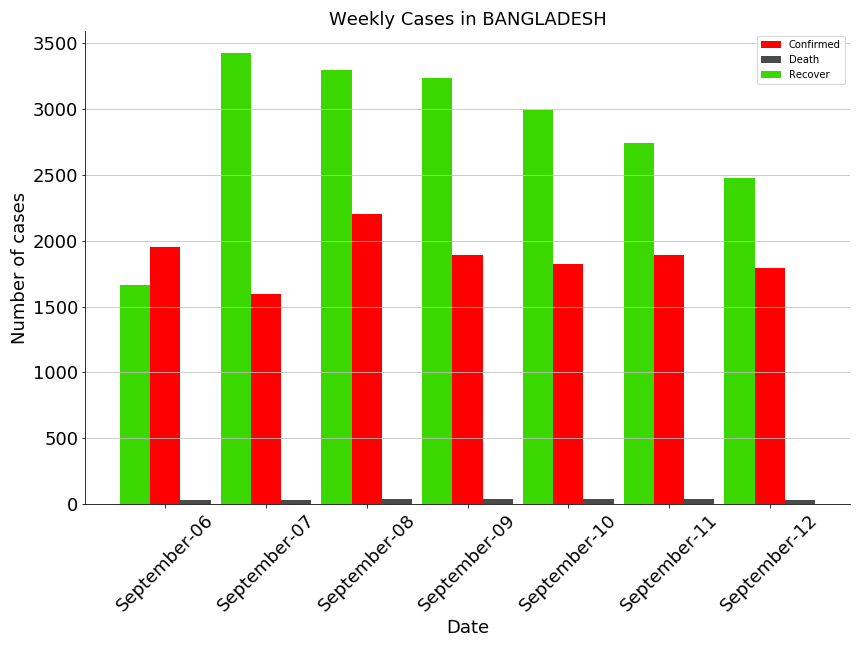 Weekly Cases in BANGLADESH
Confirmed
Death
Recover
Number of cases
3500
3000
2500
2000
1500
1000
500
0
September-06
September-07
September-08
September-09
September-10
September-11
September-12
Date